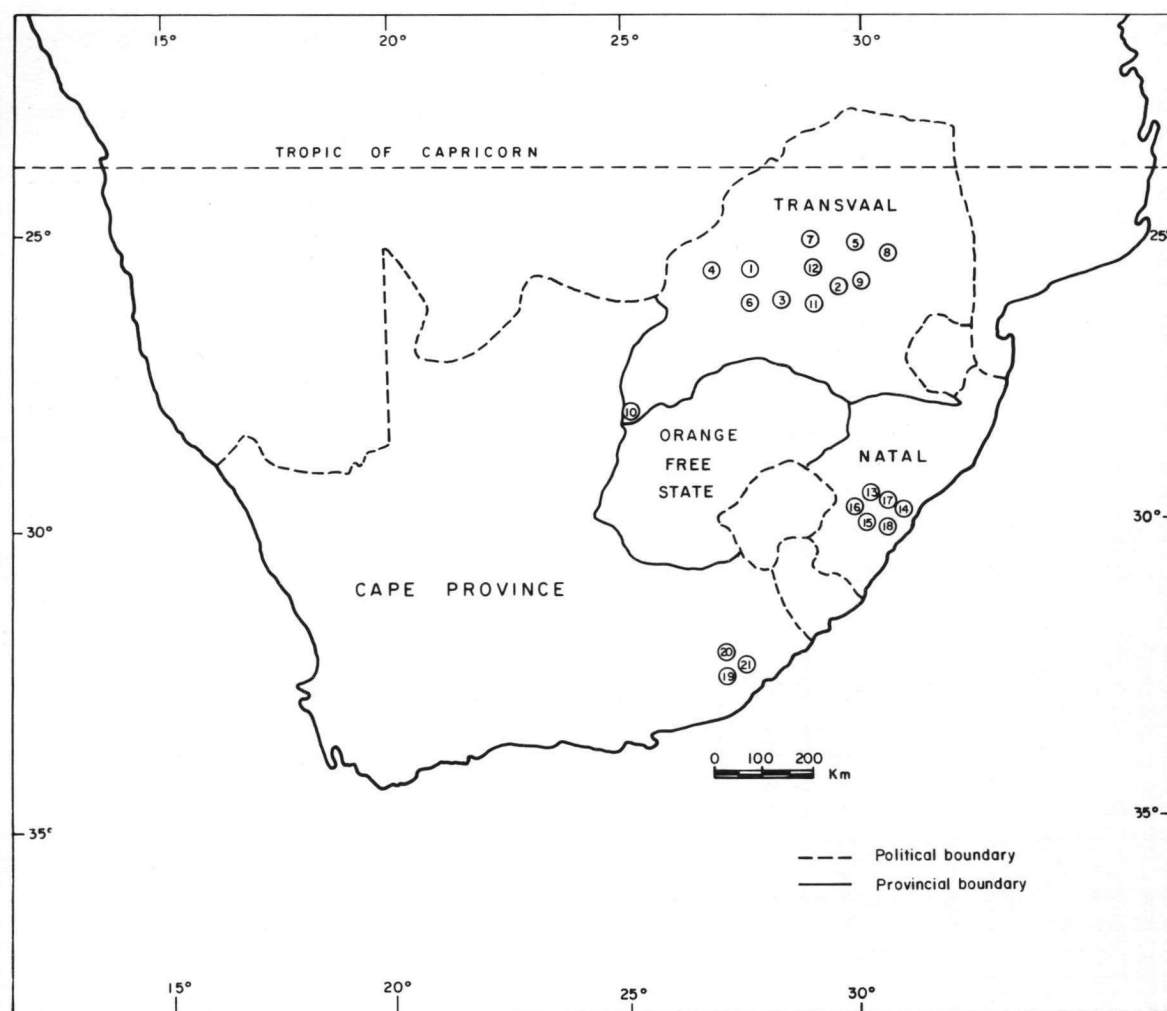 15° 20° 25° 30°
TROPIC OF CAPRICORN
TRANSVAAL
25° 25°
7 5 8
4 1 12 2 9
6 3 11
10
ORANGE
FREE
STATE
NATAL
13 17
16 14
15 18
30° 30°
CAPE PROVINCE
20
21
19
0 100 200
Km
35° 35°
Political boundary
Provincial boundary
15° 20° 25° 30°